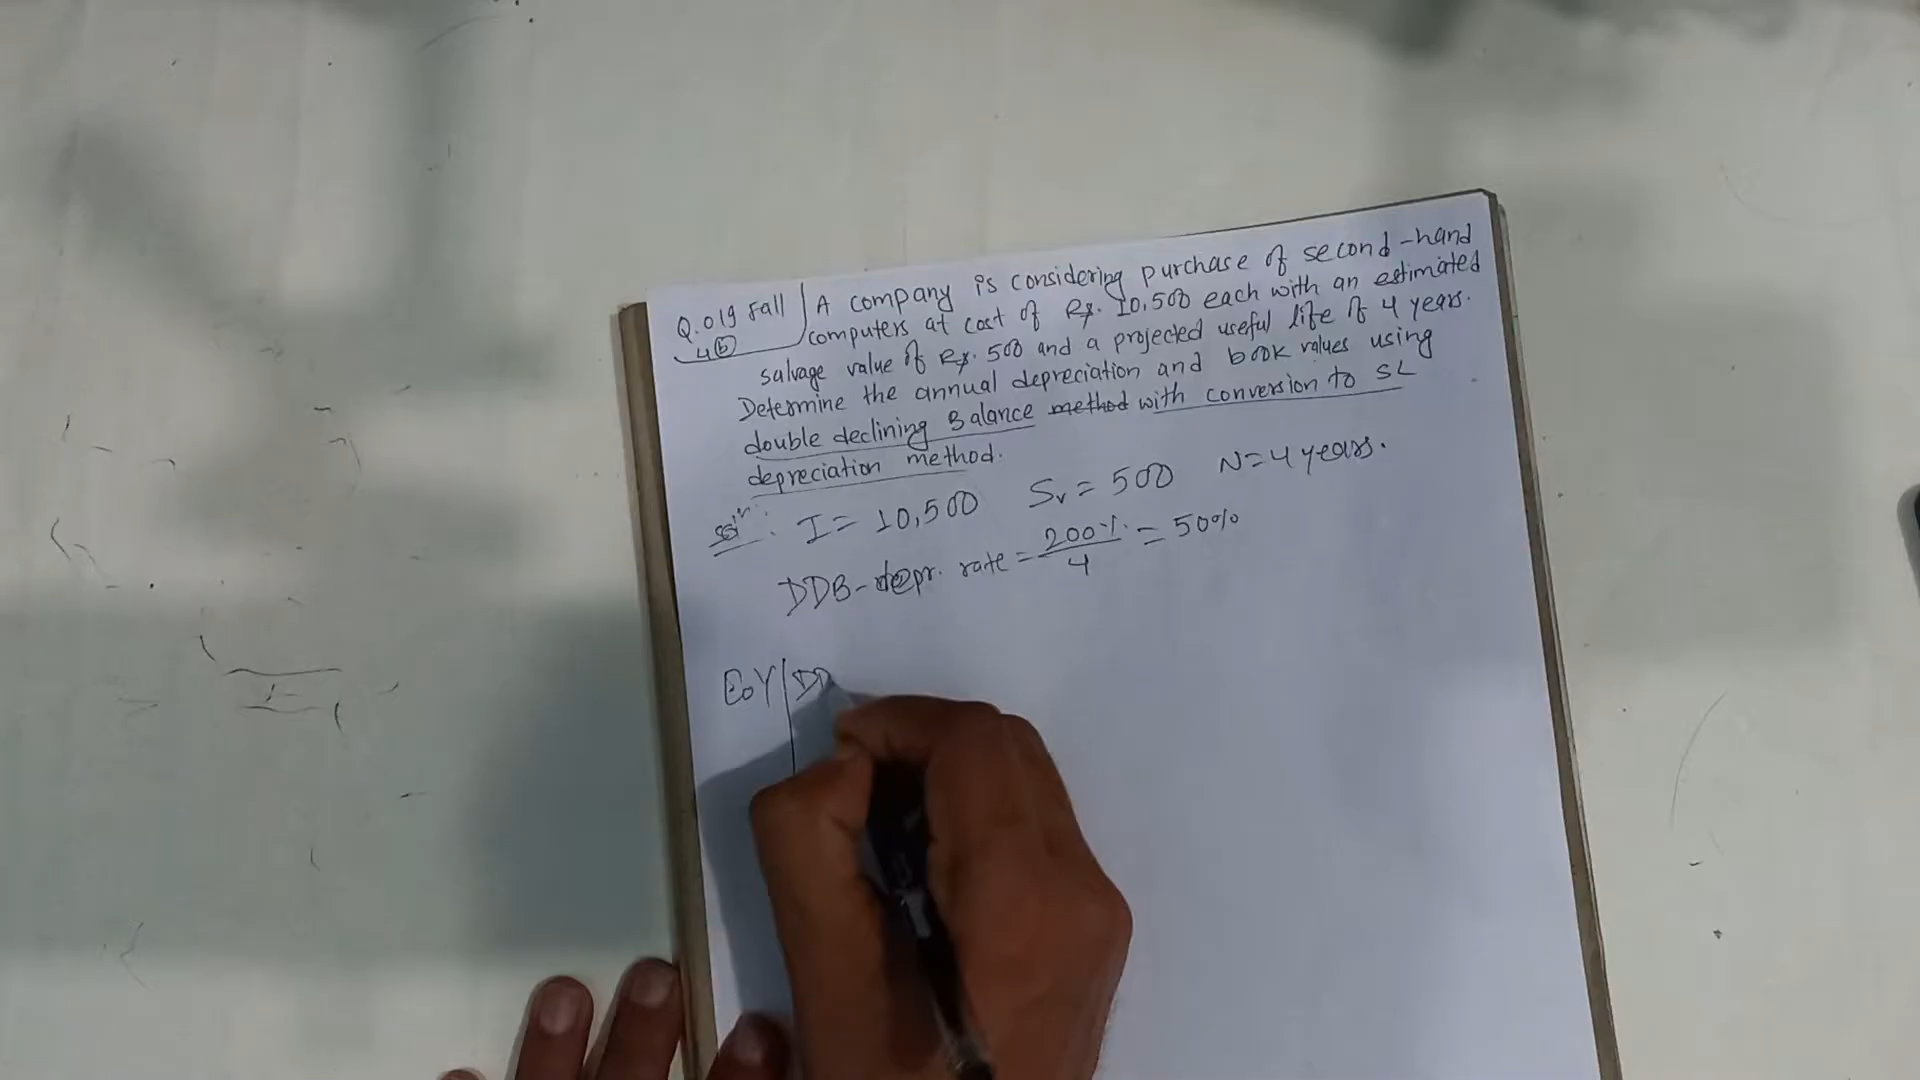 Q.019 Fall
4(b)
A company is considering purchase of second-hand
computers at cost of Rs. 10,500 each with an estimated
salvage value of Rs. 500 and a projected useful life of 4 years.
Determine the annual depreciation and book values using
double declining Balance method with conversion to SL
depreciation method.
Sol^n: I = 10,500 Sv = 500 N = 4 years.
DDB-depr. rate = 200% / 4 = 50%
EOY DD